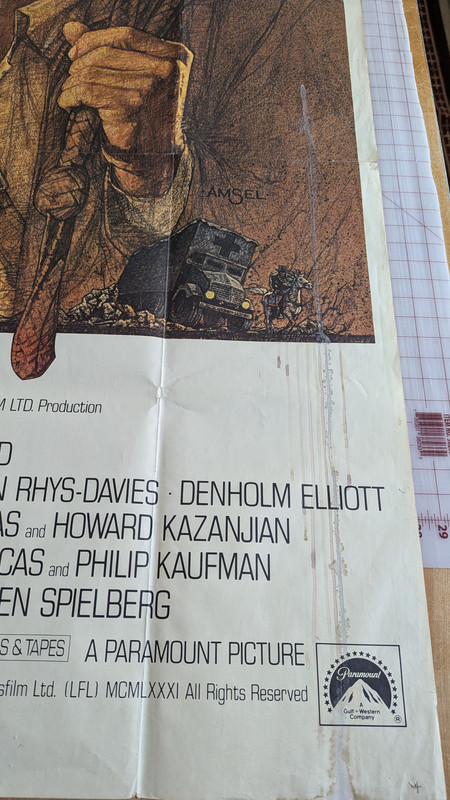 AMSEL
M LTD. Production
D
N RHYS-DAVIES · DENHOLM ELLIOTT
AS and HOWARD KAZANJIAN
CAS and PHILIP KAUFMAN
EN SPIELBERG
S & TAPES A PARAMOUNT PICTURE
sfilm Ltd. (LFL) MCMLXXXI All Rights Reserved
Paramount
A
Gulf + Western
Company
®
29